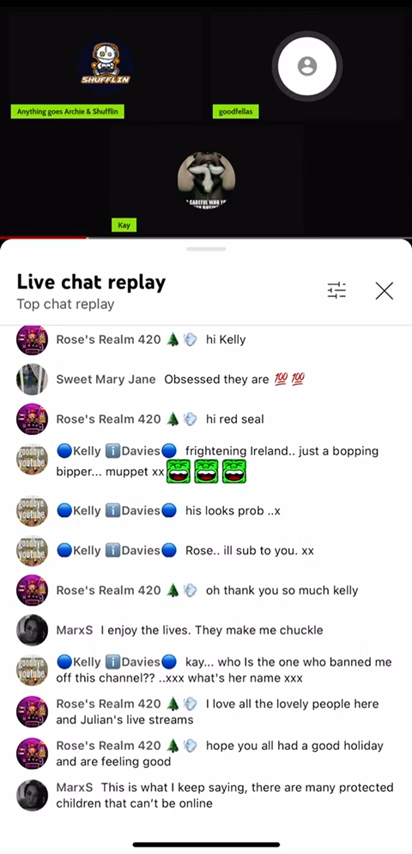 SHUFFLIN
Anything goes Archie & Shufflin
goodfellas
Kay
Live chat replay
Top chat replay
Rose's Realm 420 🌲💨 hi Kelly
Sweet Mary Jane Obsessed they are 💯 💯
Rose's Realm 420 🌲💨 hi red seal
🔵Kelly ℹ️Davies🔵 frightening Ireland.. just a bopping
bipper... muppet xx
🔵Kelly ℹ️Davies🔵 his looks prob ..x
🔵Kelly ℹ️Davies🔵 Rose.. ill sub to you. xx
Rose's Realm 420 🌲💨 oh thank you so much kelly
MarxS I enjoy the lives. They make me chuckle
goodbye
youtube
🔵Kelly ℹ️Davies🔵 kay... who Is the one who banned me
off this channel?? ..xxx what's her name xxx
Rose's Realm 420 🌲💨 I love all the lovely people here
and Julian's live streams
Rose's Realm 420 🌲💨 hope you all had a good holiday
and are feeling good
MarxS This is what I keep saying, there are many protected
children that can't be online